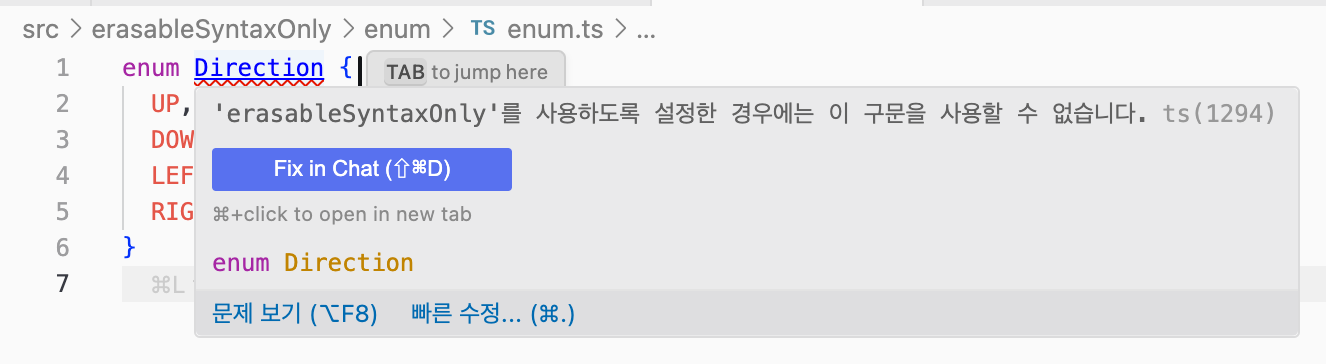 src > erasableSyntaxOnly > enum > TS enum.ts > ...
1 enum Direction {
TAB to jump here
2 UP,
'erasableSyntaxOnly'를 사용하도록 설정한 경우에는 이 구문을 사용할 수 없습니다. ts(1294)
3 DOW
Fix in Chat (⇧⌘D)
4 LEF
5 RIG
⌘+click to open in new tab
6 }
enum Direction
7 ⌘L
문제 보기 (⌥F8) 빠른 수정... (⌘.)